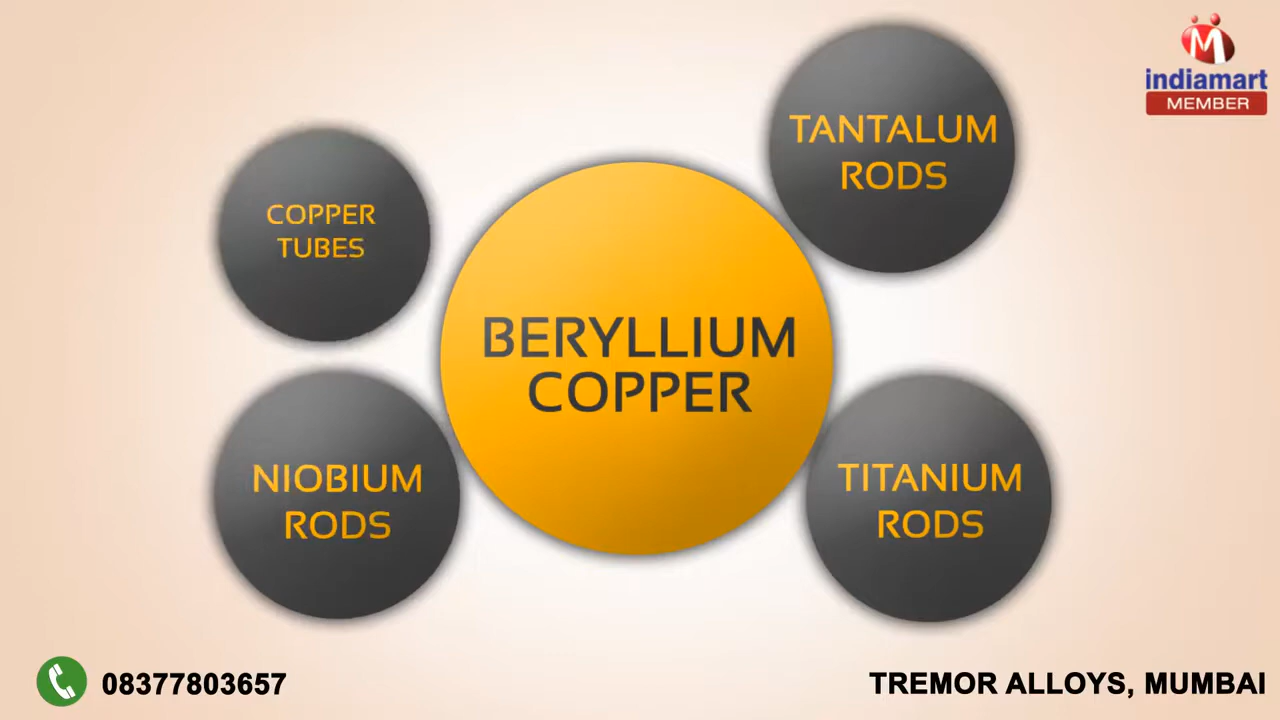 indiamart
MEMBER
TANTALUM
RODS
COPPER
TUBES
BERYLLIUM
COPPER
NIOBIUM
RODS
TITANIUM
RODS
08377803657
TREMOR ALLOYS, MUMBAI